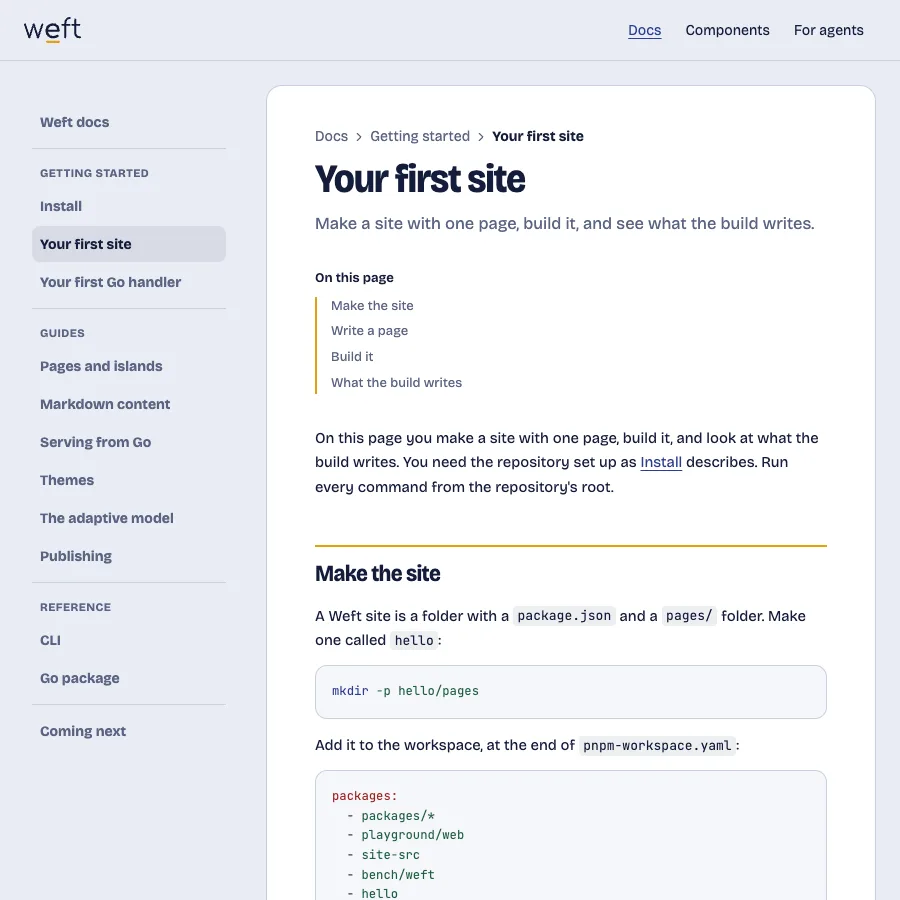 weft
Docs
Components
For agents
Weft docs
GETTING STARTED
Install
Your first site
Your first Go handler
GUIDES
Pages and islands
Markdown content
Serving from Go
Themes
The adaptive model
Publishing
REFERENCE
CLI
Go package
Coming next
Docs > Getting started > Your first site
Your first site
Make a site with one page, build it, and see what the build writes.
On this page
Make the site
Write a page
Build it
What the build writes
On this page you make a site with one page, build it, and look at what the
build writes. You need the repository set up as Install describes. Run
every command from the repository's root.
Make the site
A Weft site is a folder with a package.json and a pages/ folder. Make
one called hello:
mkdir -p hello/pages
Add it to the workspace, at the end of pnpm-workspace.yaml:
packages:
  - packages/*
  - playground/web
  - site-src
  - bench/weft
  - hello